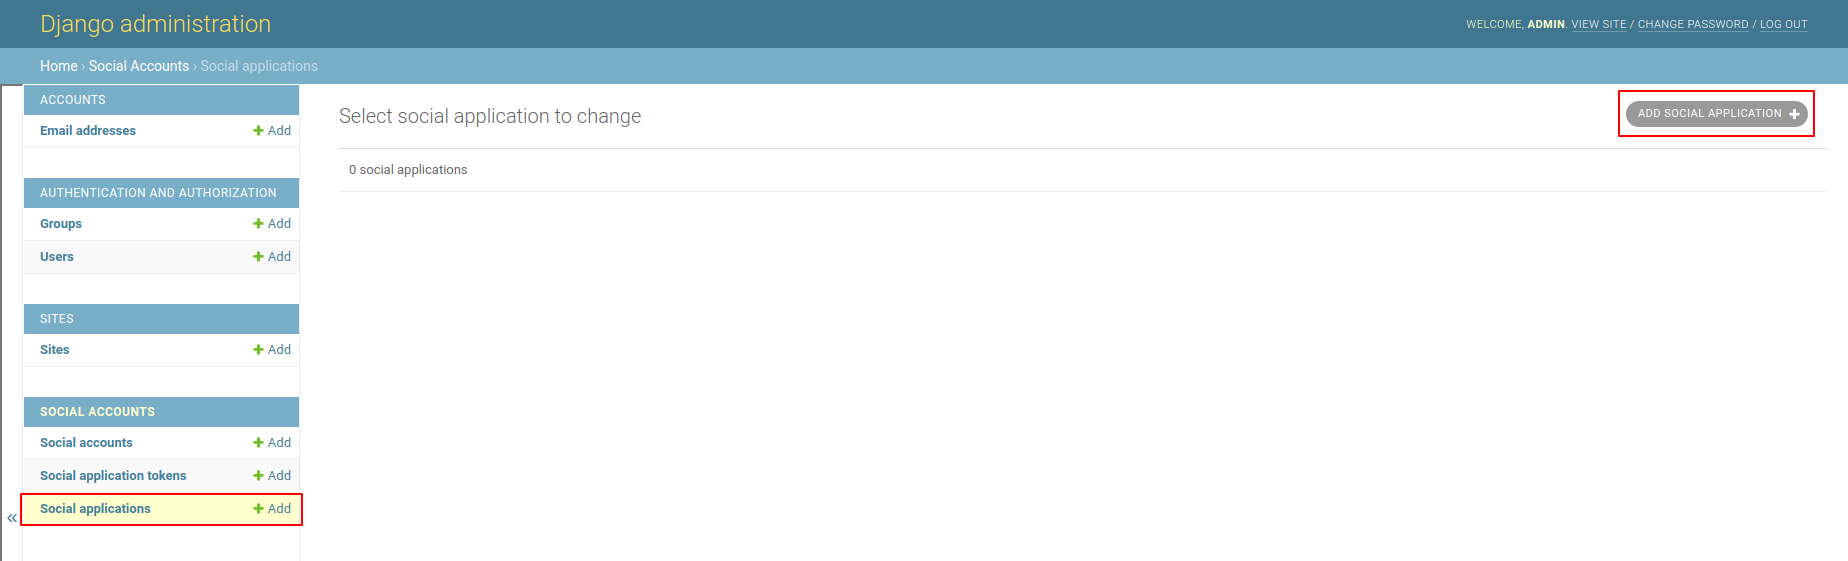 Django administration
WELCOME, ADMIN. VIEW SITE / CHANGE PASSWORD / LOG OUT
Home › Social Accounts › Social applications
ACCOUNTS
Email addresses + Add
AUTHENTICATION AND AUTHORIZATION
Groups + Add
Users + Add
SITES
Sites + Add
SOCIAL ACCOUNTS
Social accounts + Add
Social application tokens + Add
Social applications + Add
«
Select social application to change
ADD SOCIAL APPLICATION +
0 social applications